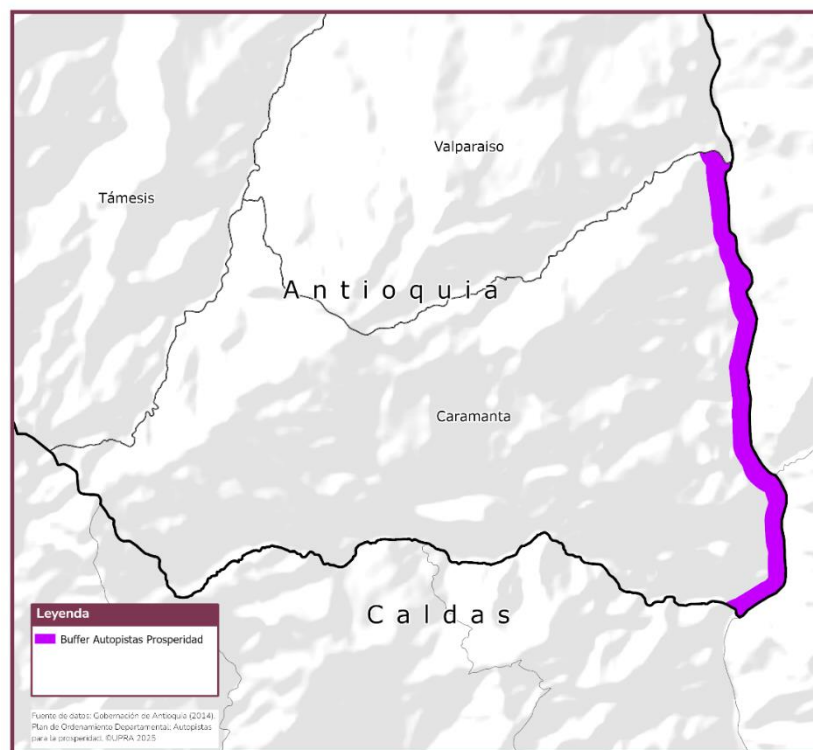 Valparaiso
Támesis
Antioquia
Caramanta
Caldas
Leyenda
Buffer Autopistas Prosperidad
Fuente de datos: Gobernación de Antioquia (2014).
Plan de Ordenamiento Departamental; Autopistas
para la prosperidad. ©UPRA 2025